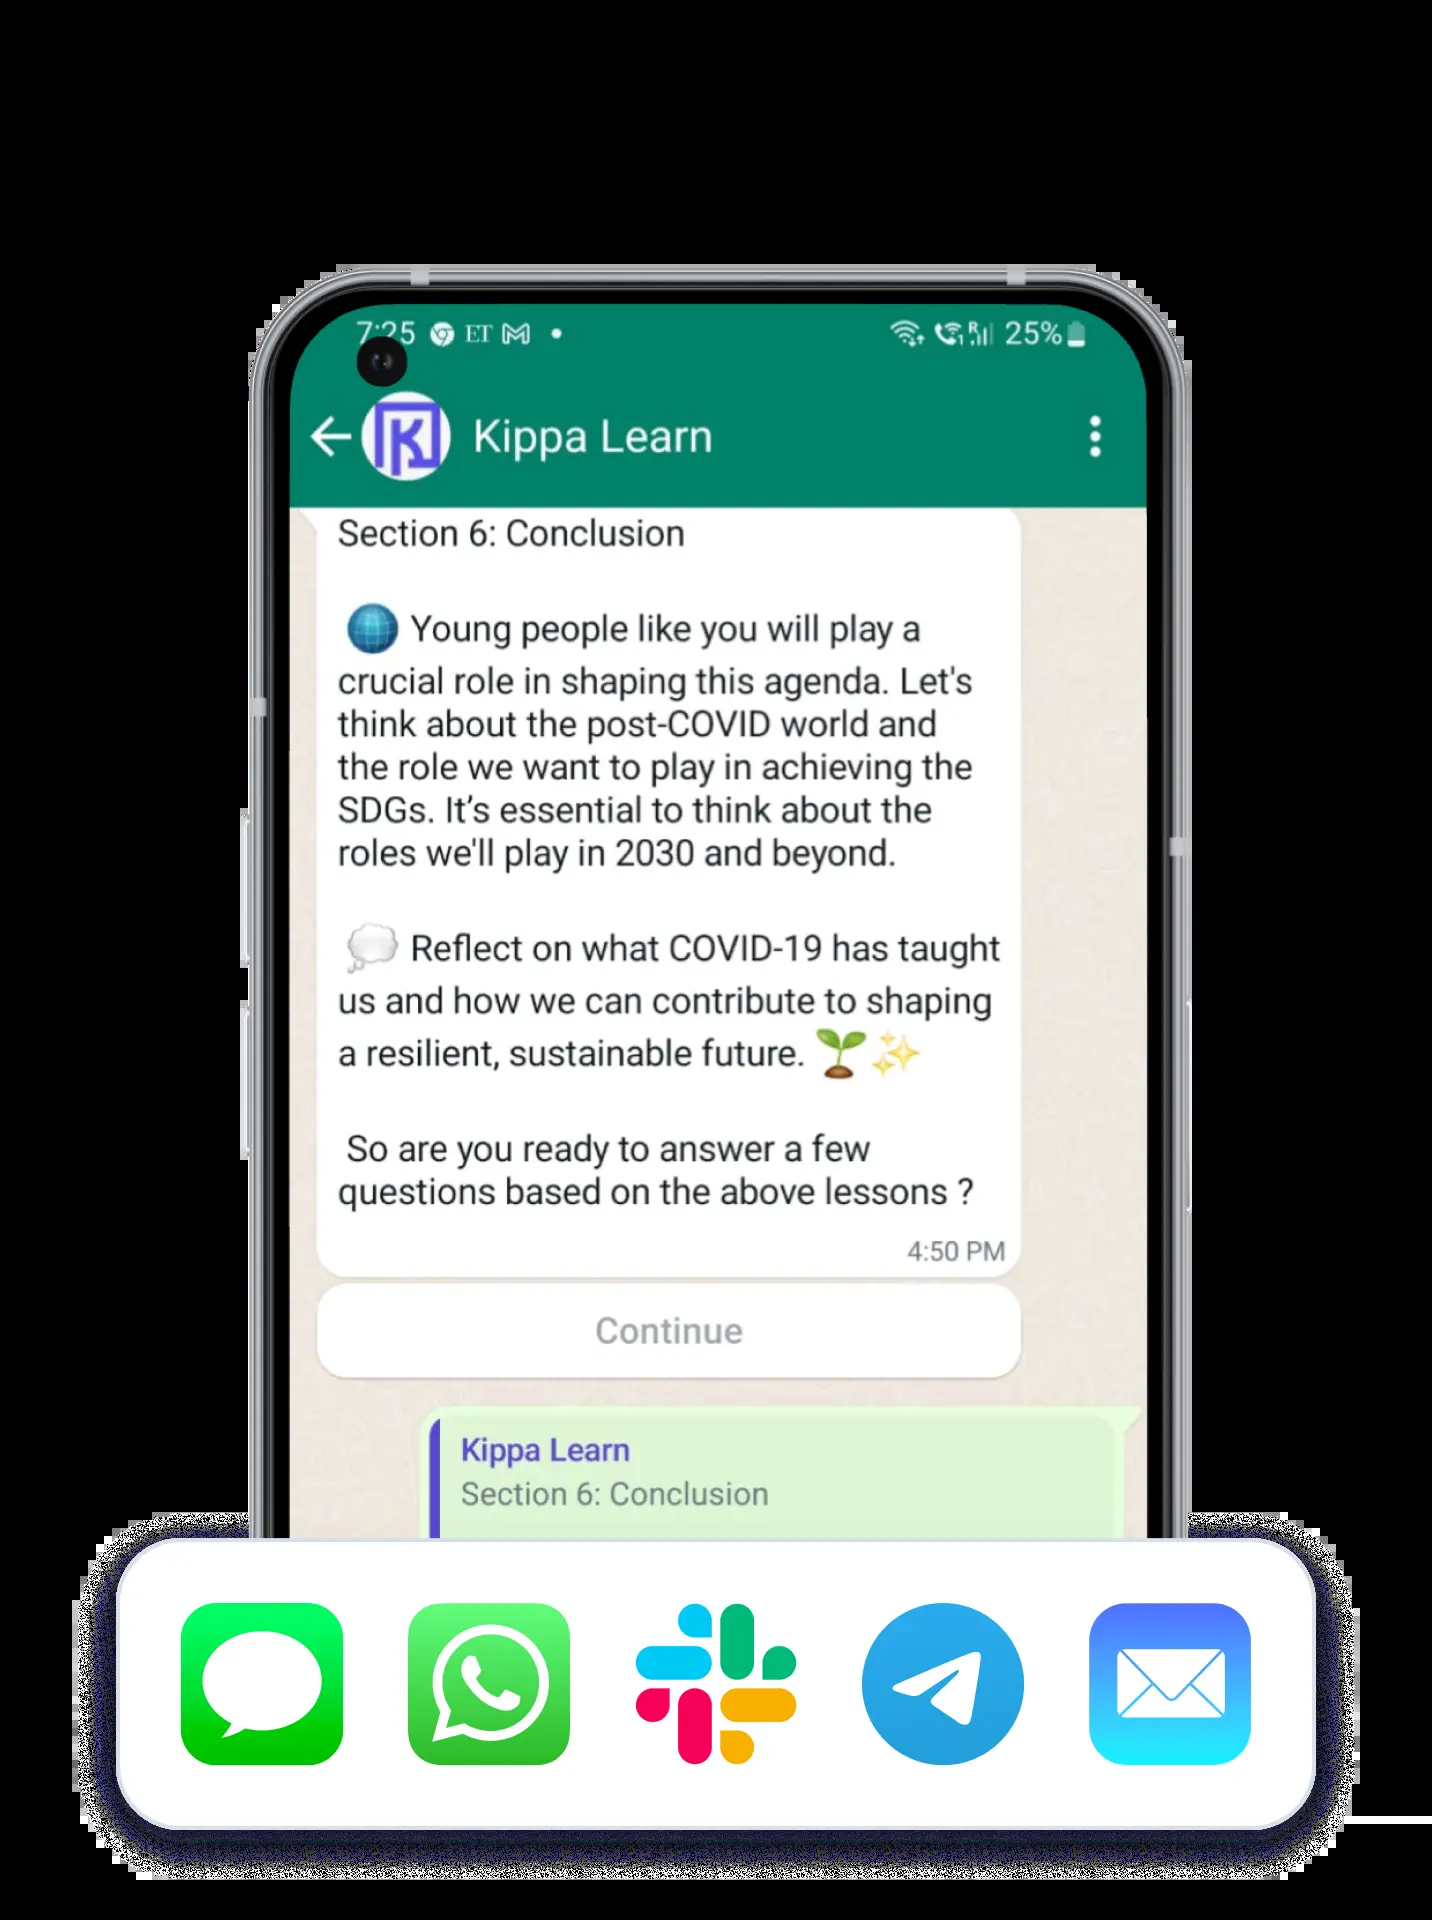 7:25 ET 25%
Kippa Learn
Section 6: Conclusion
Young people like you will play a
crucial role in shaping this agenda. Let's
think about the post-COVID world and
the role we want to play in achieving the
SDGs. It’s essential to think about the
roles we'll play in 2030 and beyond.
Reflect on what COVID-19 has taught
us and how we can contribute to shaping
a resilient, sustainable future.
So are you ready to answer a few
questions based on the above lessons ?
4:50 PM
Continue
Kippa Learn
Section 6: Conclusion